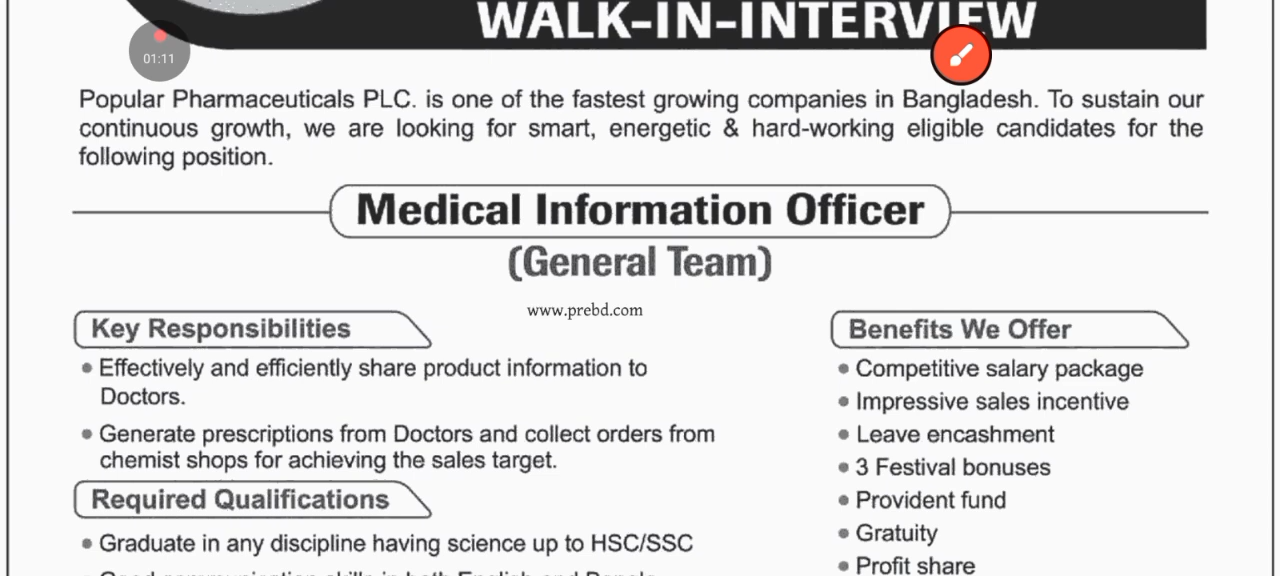 WALK-IN-INTERVIEW
01:11
Popular Pharmaceuticals PLC. is one of the fastest growing companies in Bangladesh. To sustain our
continuous growth, we are looking for smart, energetic & hard-working eligible candidates for the
following position.
Medical Information Officer
(General Team)
www.prebd.com
Key Responsibilities
• Effectively and efficiently share product information to
Doctors.
• Generate prescriptions from Doctors and collect orders from
chemist shops for achieving the sales target.
Required Qualifications
• Graduate in any discipline having science up to HSC/SSC
Benefits We Offer
• Competitive salary package
• Impressive sales incentive
• Leave encashment
• 3 Festival bonuses
• Provident fund
• Gratuity
• Profit share